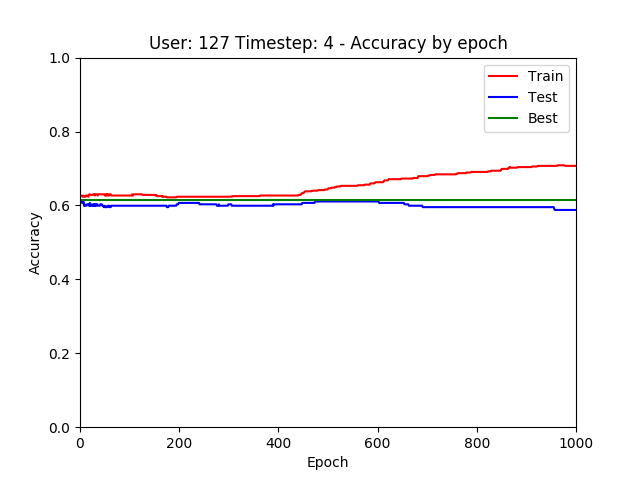 User: 127 Timestep: 4 - Accuracy by epoch
Train
Test
Best
1.0
0.8
0.6
0.4
0.2
0.0
Accuracy
0 200 400 600 800 1000
Epoch